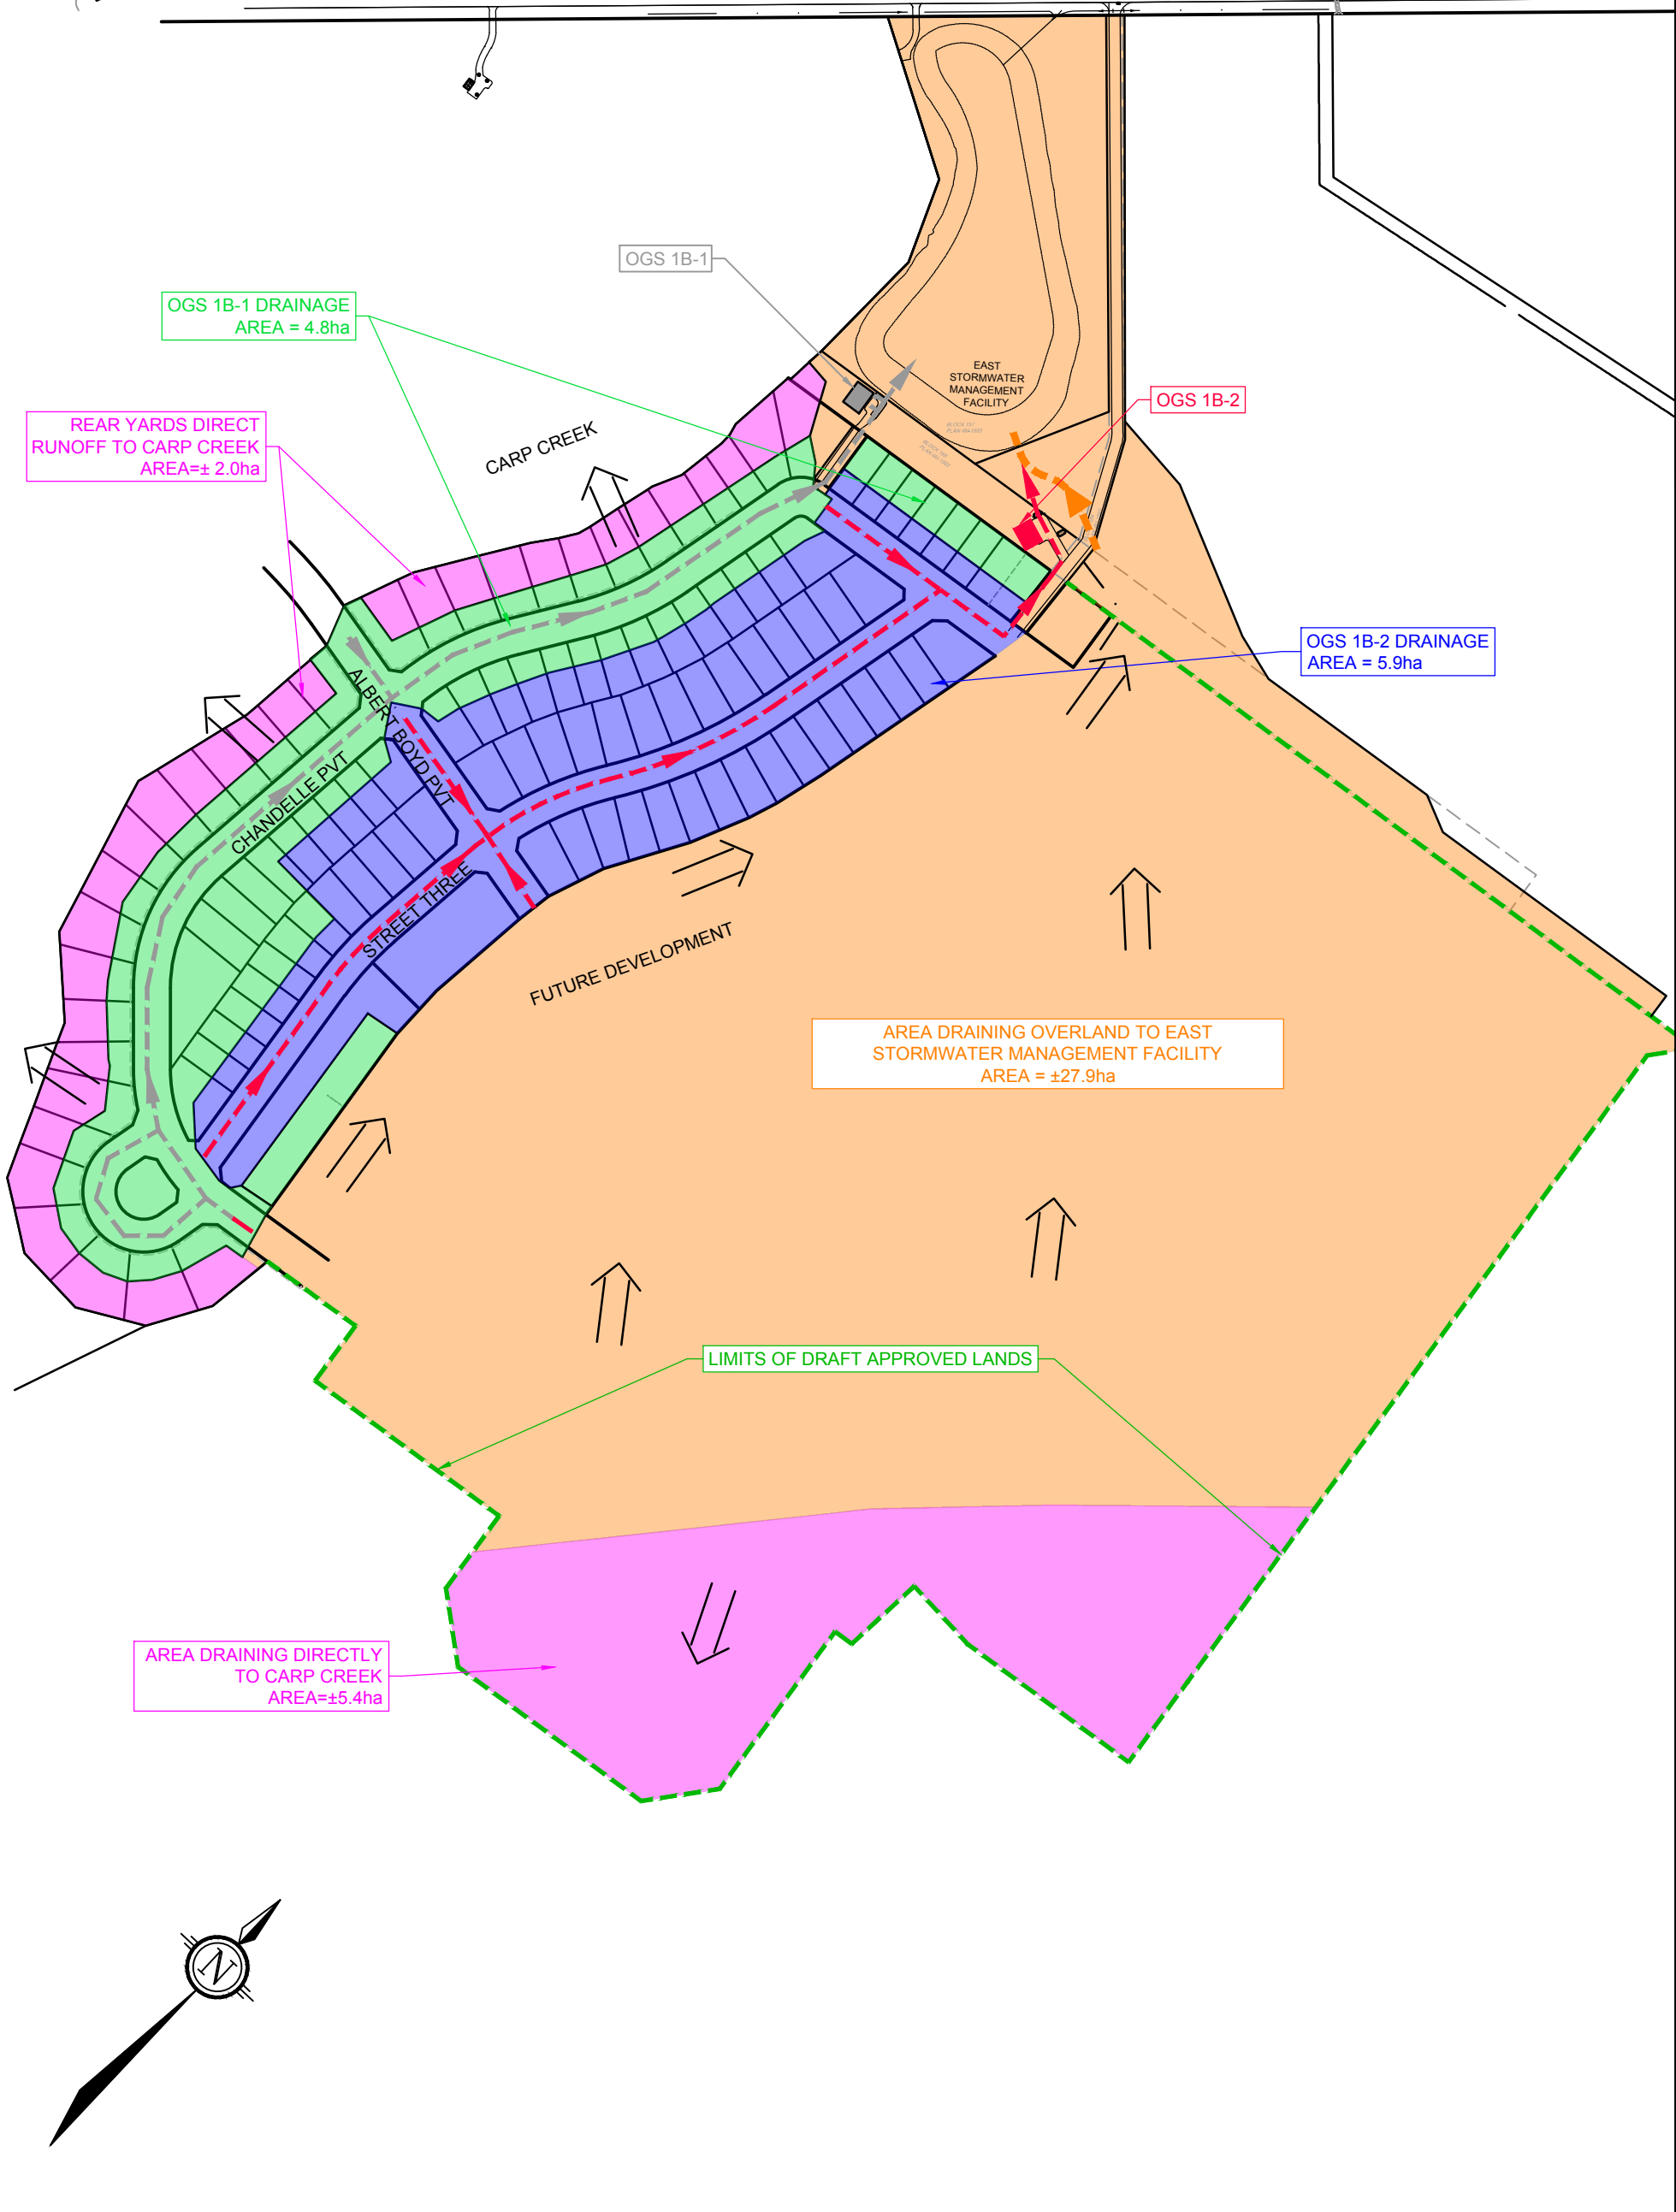 OGS 1B-1
OGS 1B-1 DRAINAGE
AREA = 4.8ha
EAST
STORMWATER
MANAGEMENT
FACILITY
OGS 1B-2
REAR YARDS DIRECT
RUNOFF TO CARP CREEK
AREA=± 2.0ha
CARP CREEK
OGS 1B-2 DRAINAGE
AREA = 5.9ha
ALBERT BOYD PVT
CHANDELLE PVT
STREET THREE
FUTURE DEVELOPMENT
AREA DRAINING OVERLAND TO EAST
STORMWATER MANAGEMENT FACILITY
AREA = ±27.9ha
LIMITS OF DRAFT APPROVED LANDS
AREA DRAINING DIRECTLY
TO CARP CREEK
AREA=±5.4ha
N